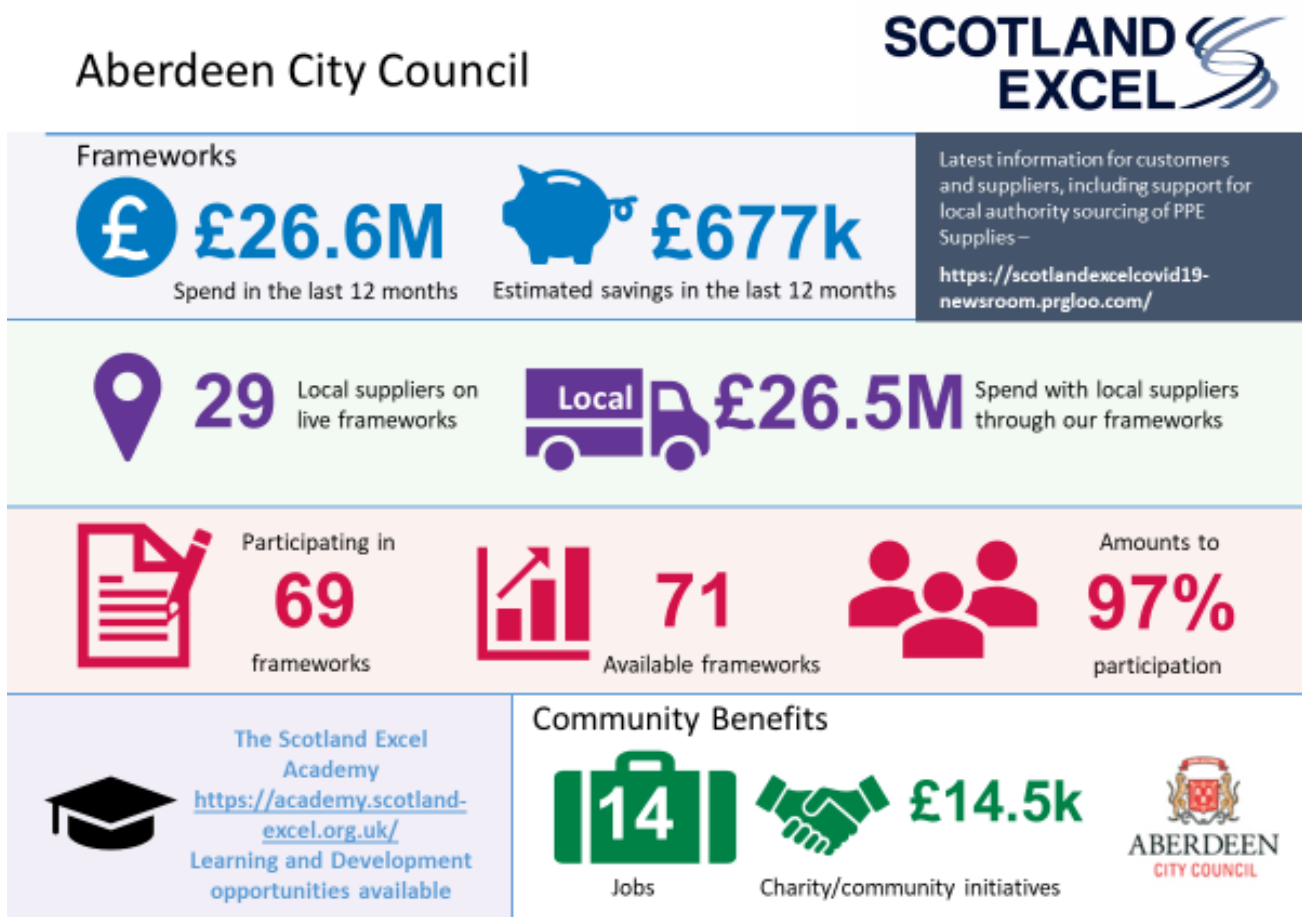 Aberdeen City Council
SCOTLAND
EXCEL
Frameworks
£
£26.6M
Spend in the last 12 months
£677k
Estimated savings in the last 12 months
Latest information for customers
and suppliers, including support for
local authority sourcing of PPE
Supplies –
https://scotlandexcelcovid19-
newsroom.prgloo.com/
29
Local suppliers on
live frameworks
Local
£26.5M
Spend with local suppliers
through our frameworks
Participating in
69
frameworks
71
Available frameworks
Amounts to
97%
participation
The Scotland Excel
Academy
https://academy.scotland-
excel.org.uk/
Learning and Development
opportunities available
Community Benefits
14
Jobs
£14.5k
Charity/community initiatives
ABERDEEN
CITY COUNCIL